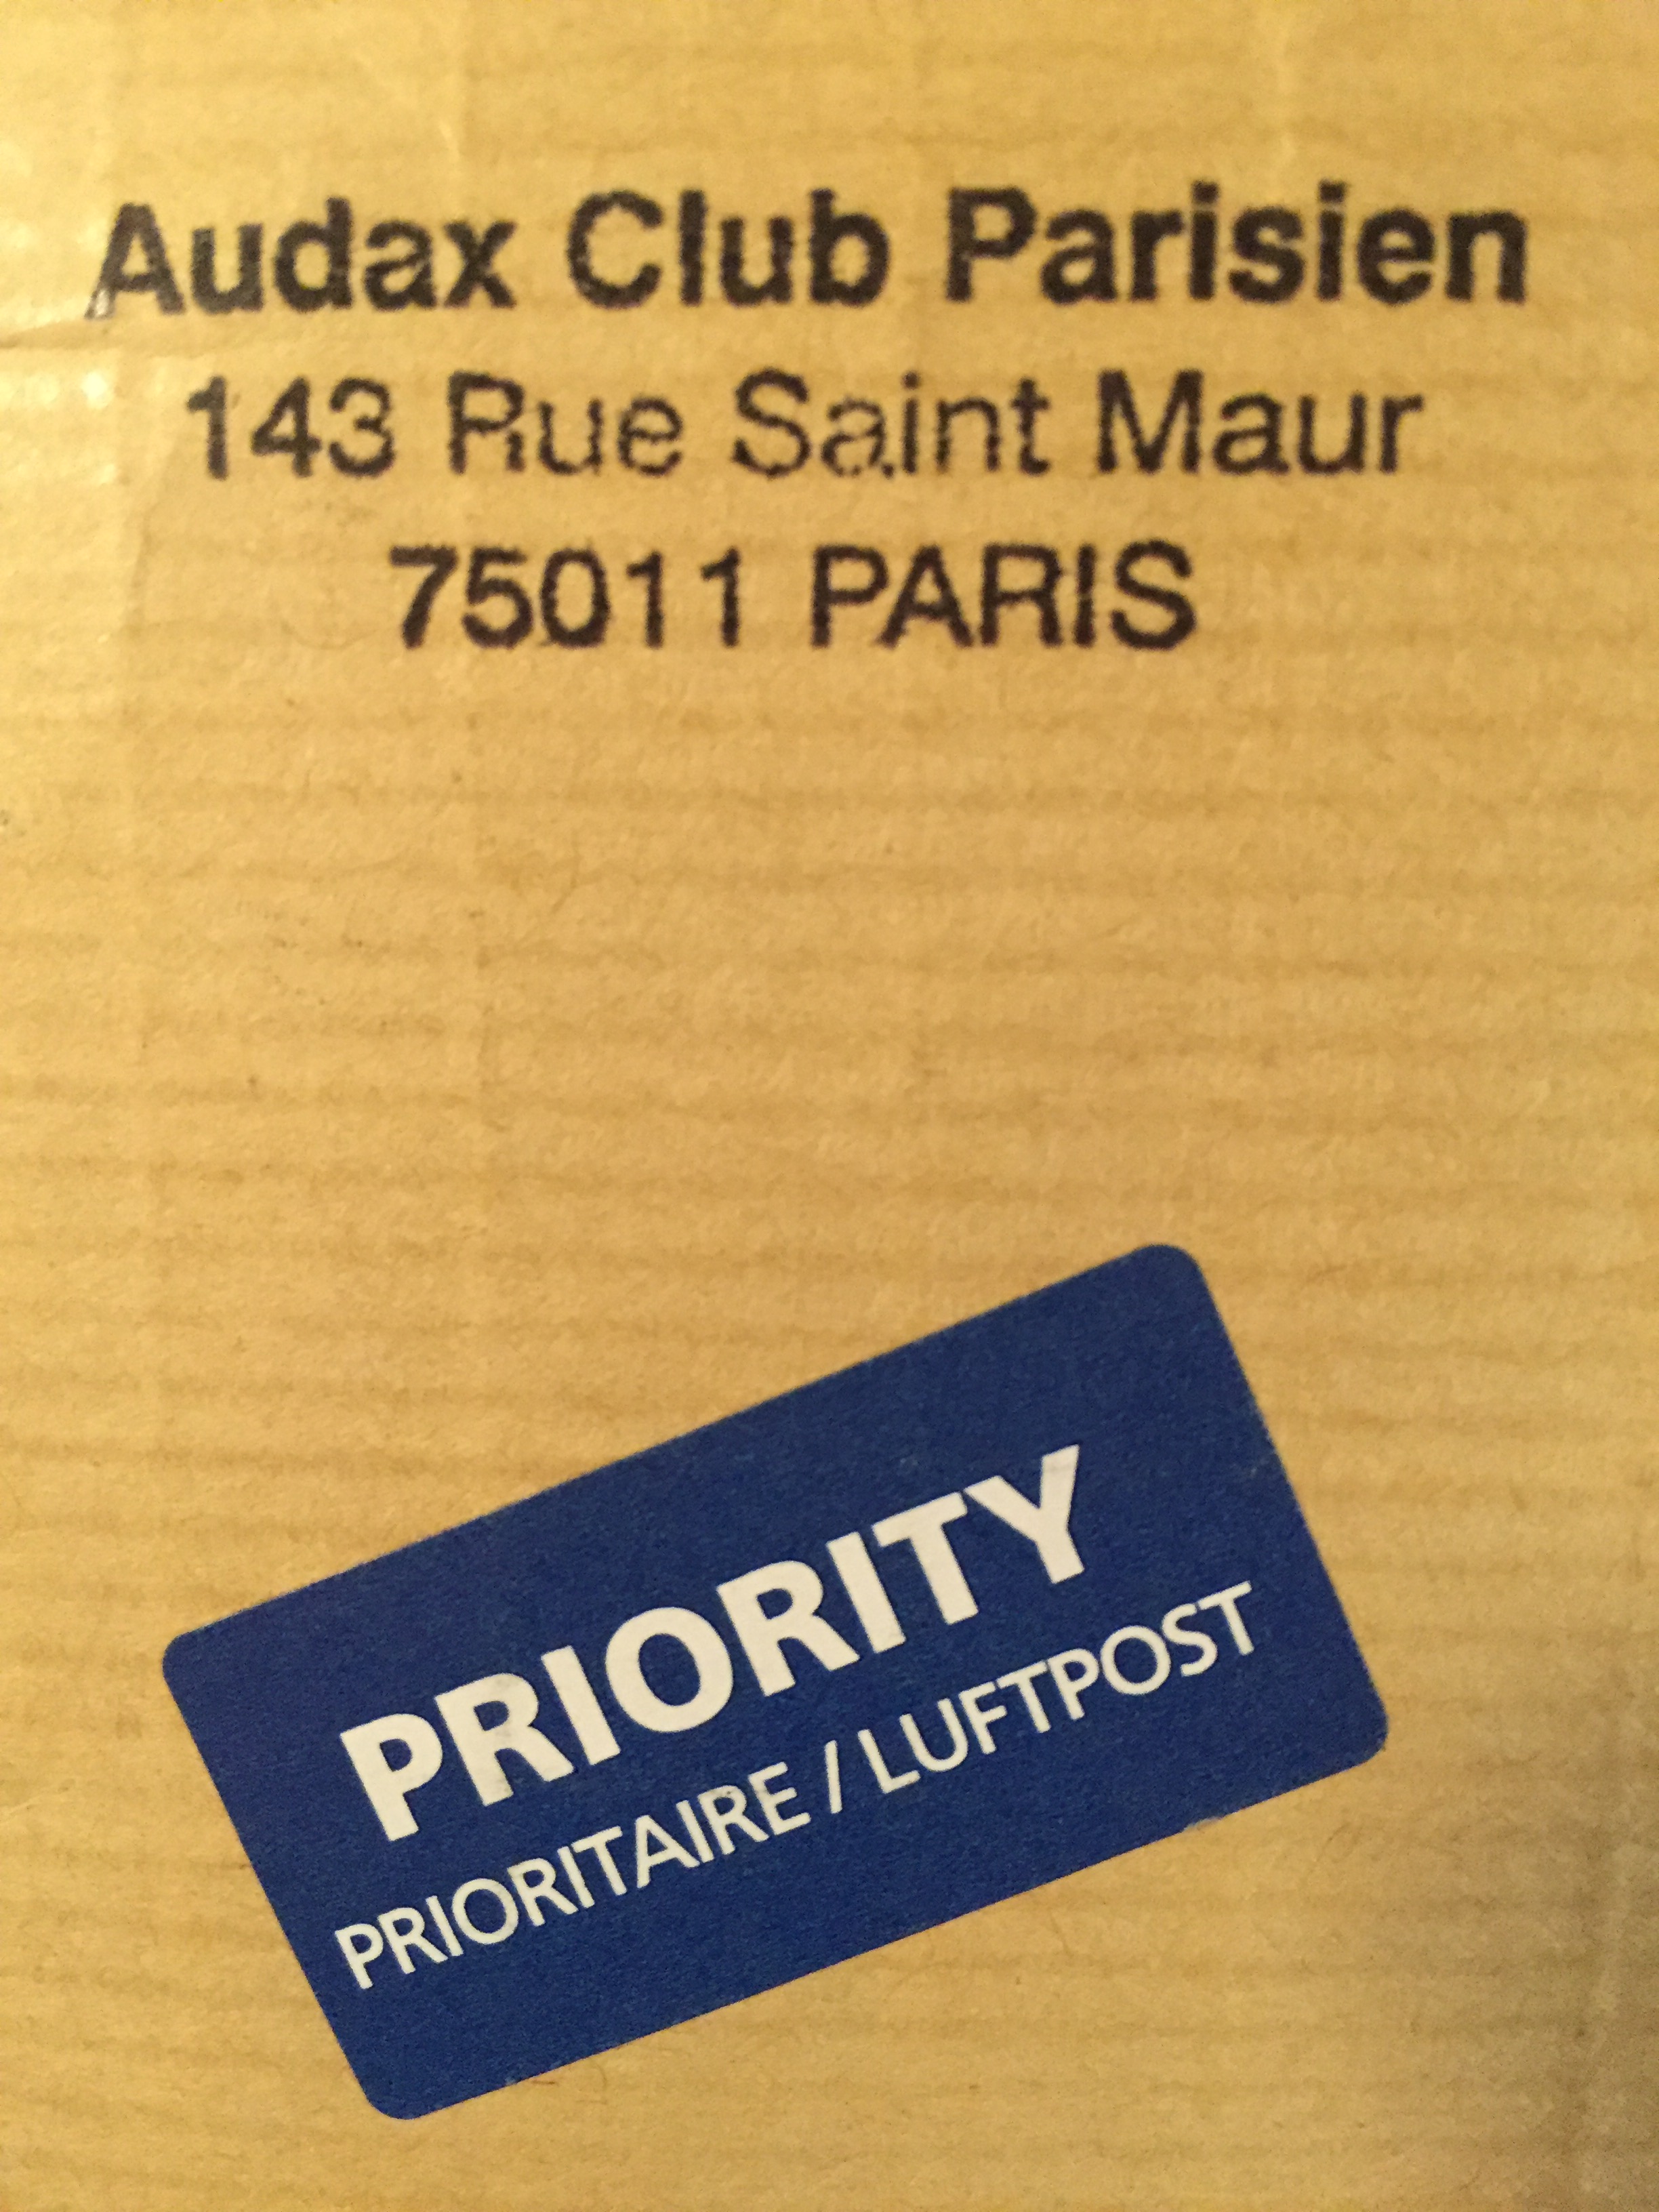 Audax Club Parisien
143 Rue Saint Maur
75011 PARIS
PRIORITY
PRIORITAIRE / LUFTPOST